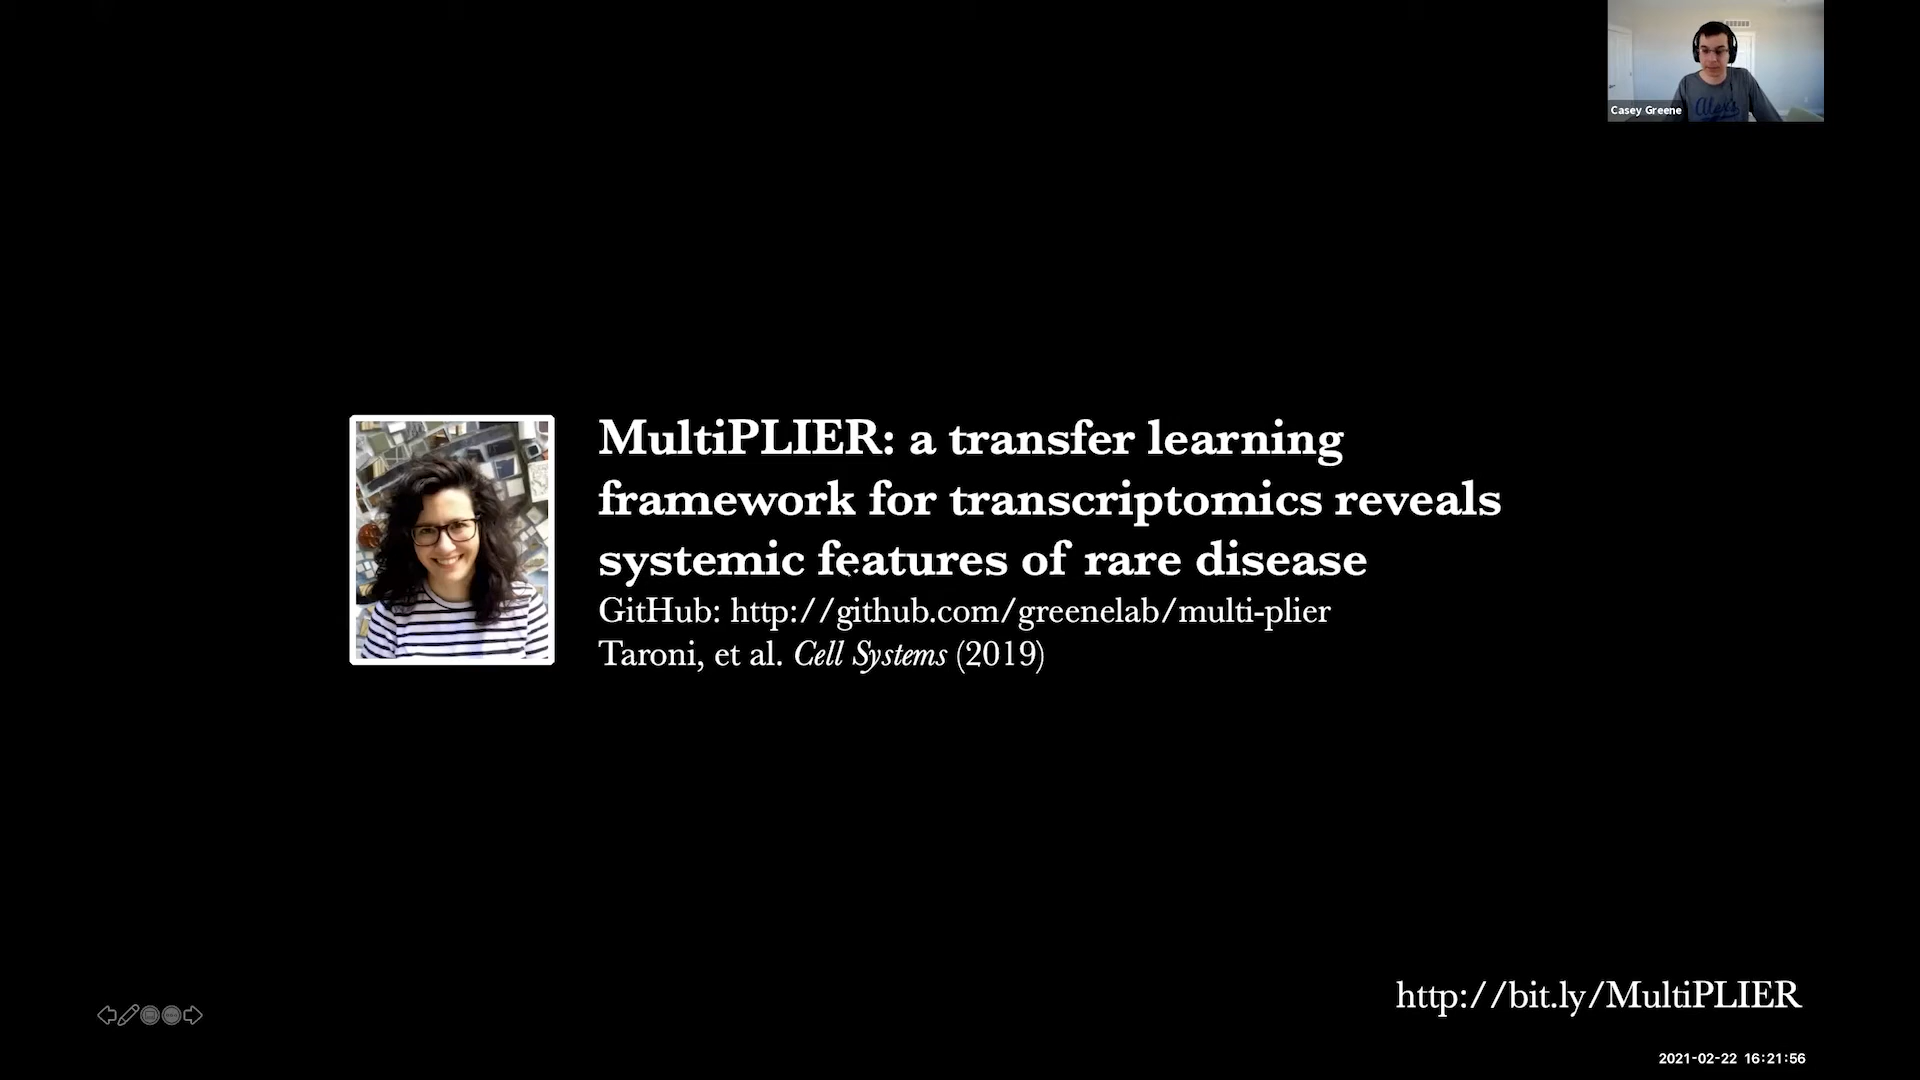 Casey Greene
Alex's
MultiPLIER: a transfer learning
framework for transcriptomics reveals
systemic features of rare disease
GitHub: http://github.com/greenelab/multi-plier
Taroni, et al. Cell Systems (2019)
http://bit.ly/MultiPLIER
2021-02-22 16:21:56